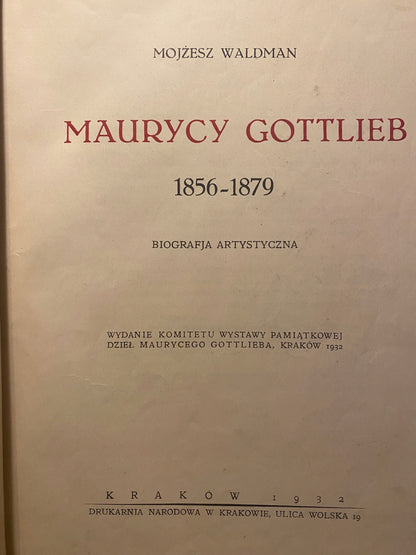 MOJŻESZ WALDMAN
MAURYCY GOTTLIEB
1856-1879
BIOGRAFJA ARTYSTYCZNA
WYDANIE KOMITETU WYSTAWY PAMIĄTKOWEJ
DZIEŁ MAURYCEGO GOTTLIEBA, KRAKÓW 1932
KRAKÓW 1932
DRUKARNIA NARODOWA W KRAKOWIE, ULICA WOLSKA 19